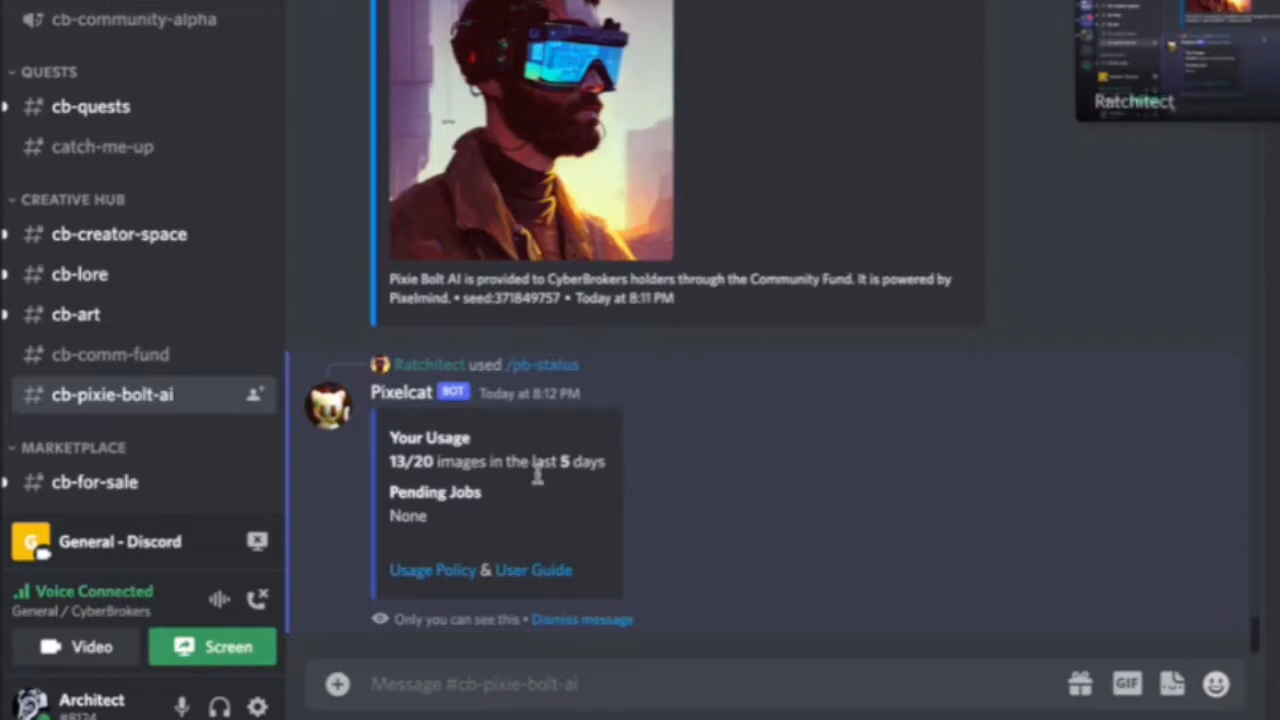 cb-community-alpha
QUESTS
cb-quests
catch-me-up
CREATIVE HUB
cb-creator-space
cb-lore
cb-art
cb-comm-fund
cb-pixie-bolt-ai
MARKETPLACE
cb-for-sale
G General - Discord
Voice Connected
General / CyberBrokers
Video Screen
Architect
#8124
Ratchitect
Pixie Bolt AI is provided to CyberBrokers holders through the Community Fund. It is powered by
Pixelmind. • seed:371849757 • Today at 8:11 PM
Ratchitect used /pb-status
Pixelcat BOT Today at 8:12 PM
Your Usage
13/20 images in the last 5 days
Pending Jobs
None
Usage Policy & User Guide
Only you can see this • Dismiss message
Message #cb-pixie-bolt-ai
GIF